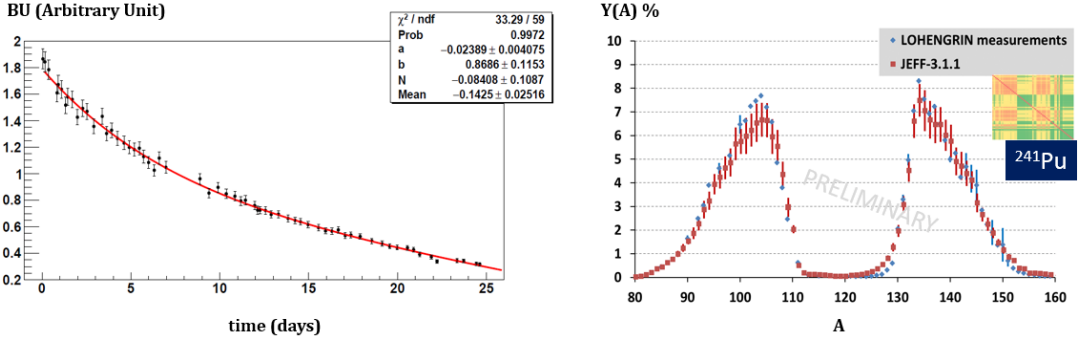 BU (Arbitrary Unit)
χ² / ndf 33.29 / 59
Prob 0.9972
a −0.02389 ± 0.004075
b 0.8686 ± 0.1153
N −0.08408 ± 0.1087
Mean −0.1425 ± 0.02516
2
1.8
1.6
1.4
1.2
1
0.8
0.6
0.4
0.2
0 5 10 15 20 25
time (days)
Y(A) %
LOHENGRIN measurements
JEFF-3.1.1
241Pu
PRELIMINARY
10
9
8
7
6
5
4
3
2
1
0
80 90 100 110 120 130 140 150 160
A